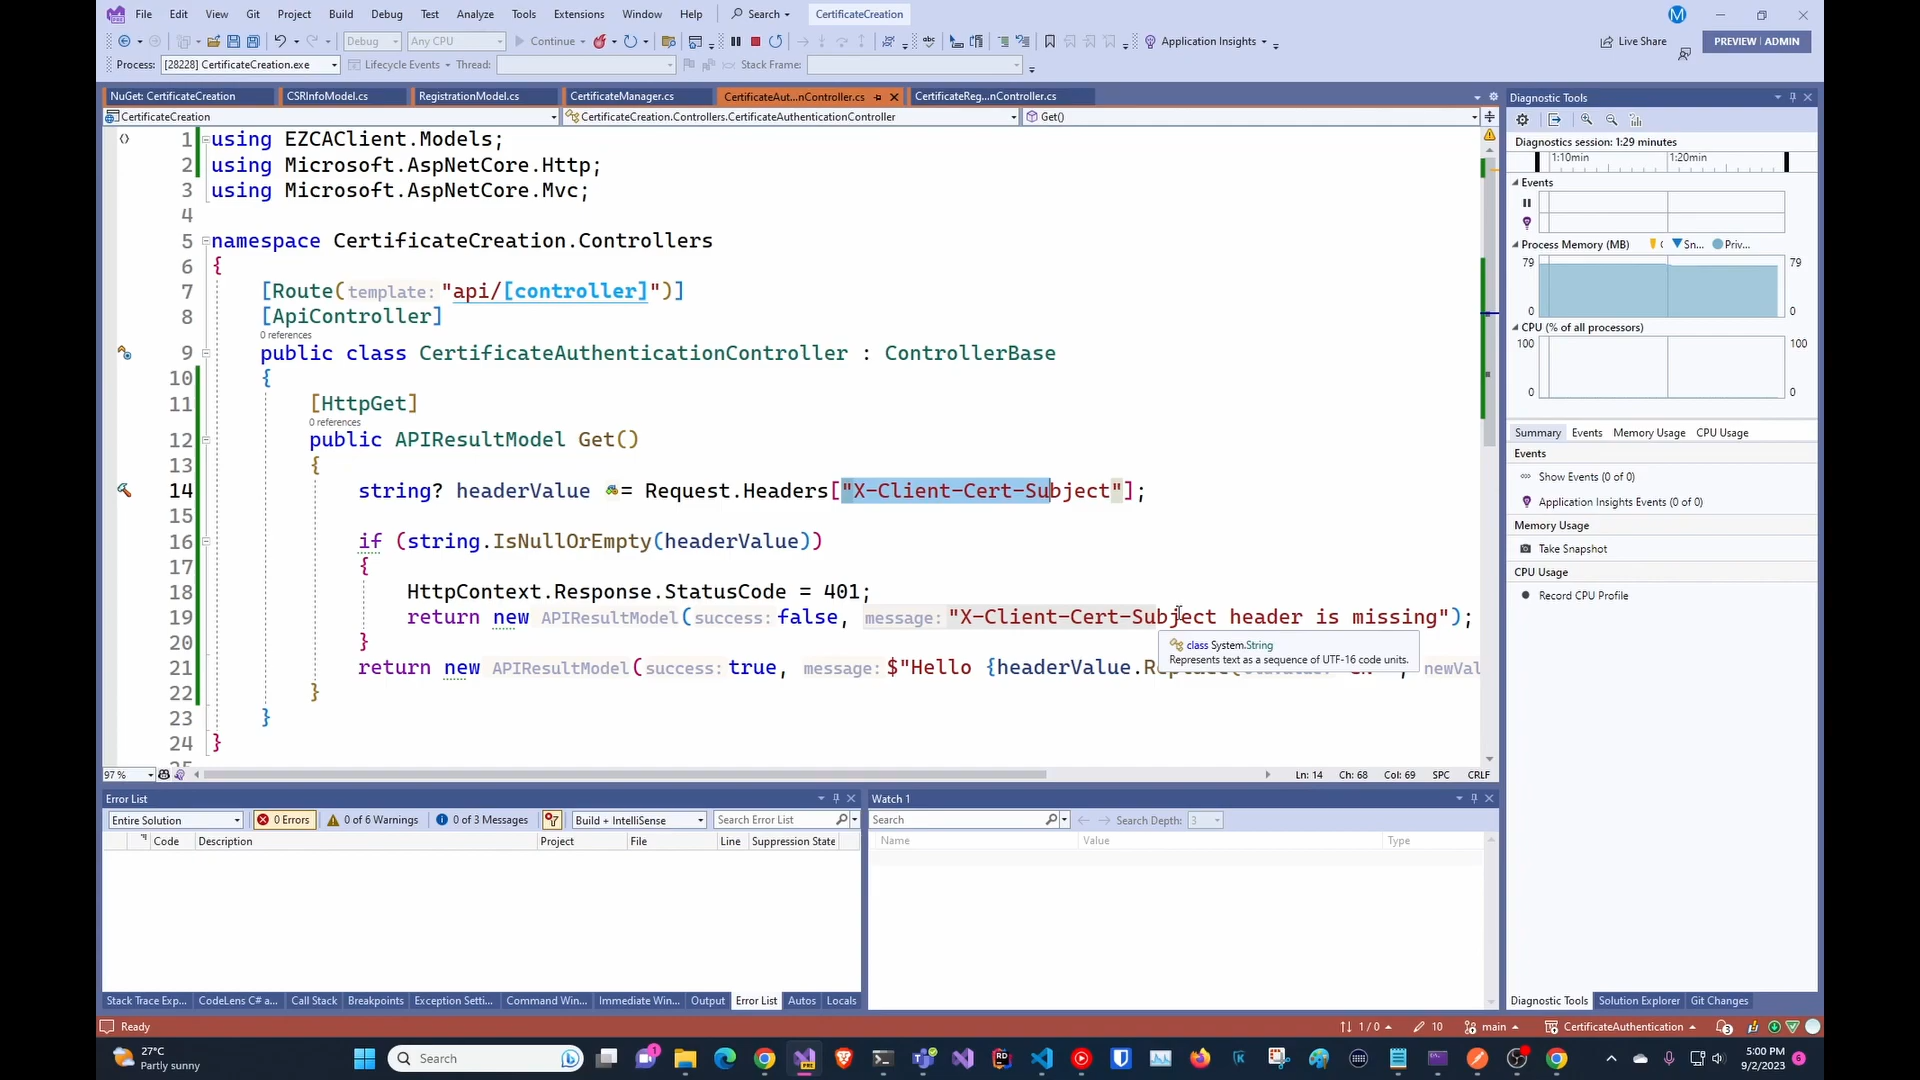 File Edit View Git Project Build Debug Test Analyze Tools Extensions Window Help Search CertificateCreation M
Debug Any CPU Continue Application Insights Live Share PREVIEW | ADMIN
Process: [28228] CertificateCreation.exe Lifecycle Events Thread: Stack Frame:
NuGet: CertificateCreation CSRInfoModel.cs RegistrationModel.cs CertificateManager.cs CertificateAut...nController.cs CertificateReg...nController.cs
CertificateCreation CertificateCreation.Controllers.CertificateAuthenticationController Get()
1 using EZCAClient.Models;
2 using Microsoft.AspNetCore.Http;
3 using Microsoft.AspNetCore.Mvc;
4
5 namespace CertificateCreation.Controllers
6 {
7 [Route(template: "api/[controller]")]
8 [ApiController]
0 references
9 public class CertificateAuthenticationController : ControllerBase
10 {
11 [HttpGet]
0 references
12 public APIResultModel Get()
13 {
14 string? headerValue = Request.Headers["X-Client-Cert-Subject"];
15
16 if (string.IsNullOrEmpty(headerValue))
17 {
18 HttpContext.Response.StatusCode = 401;
19 return new APIResultModel(success: false, message: "X-Client-Cert-Subject header is missing");
20 }
class System.String
Represents text as a sequence of UTF-16 code units.
21 return new APIResultModel(success: true, message: $"Hello {headerValue.
22 }
23 }
24 }
97 % Ln: 14 Ch: 68 Col: 69 SPC CRLF
Error List
Entire Solution 0 Errors 0 of 6 Warnings 0 of 3 Messages Build + IntelliSense Search Error List
Code Description Project File Line Suppression State
Watch 1
Search Search Depth: 3
Name Value Type
Stack Trace Exp... CodeLens C# a... Call Stack Breakpoints Exception Setti... Command Win... Immediate Win... Output Error List Autos Locals
Diagnostic Tools
Diagnostics session: 1:29 minutes
1:10min 1:20min
Events
Process Memory (MB) Sn... Priv...
79 79
0 0
CPU (% of all processors)
100 100
0 0
Summary Events Memory Usage CPU Usage
Events
Show Events (0 of 0)
Application Insights Events (0 of 0)
Memory Usage
Take Snapshot
CPU Usage
Record CPU Profile
Diagnostic Tools Solution Explorer Git Changes
Ready 1 / 0 10 main CertificateAuthentication 3
27°C
Partly sunny
Search
5:00 PM
9/2/2023
6